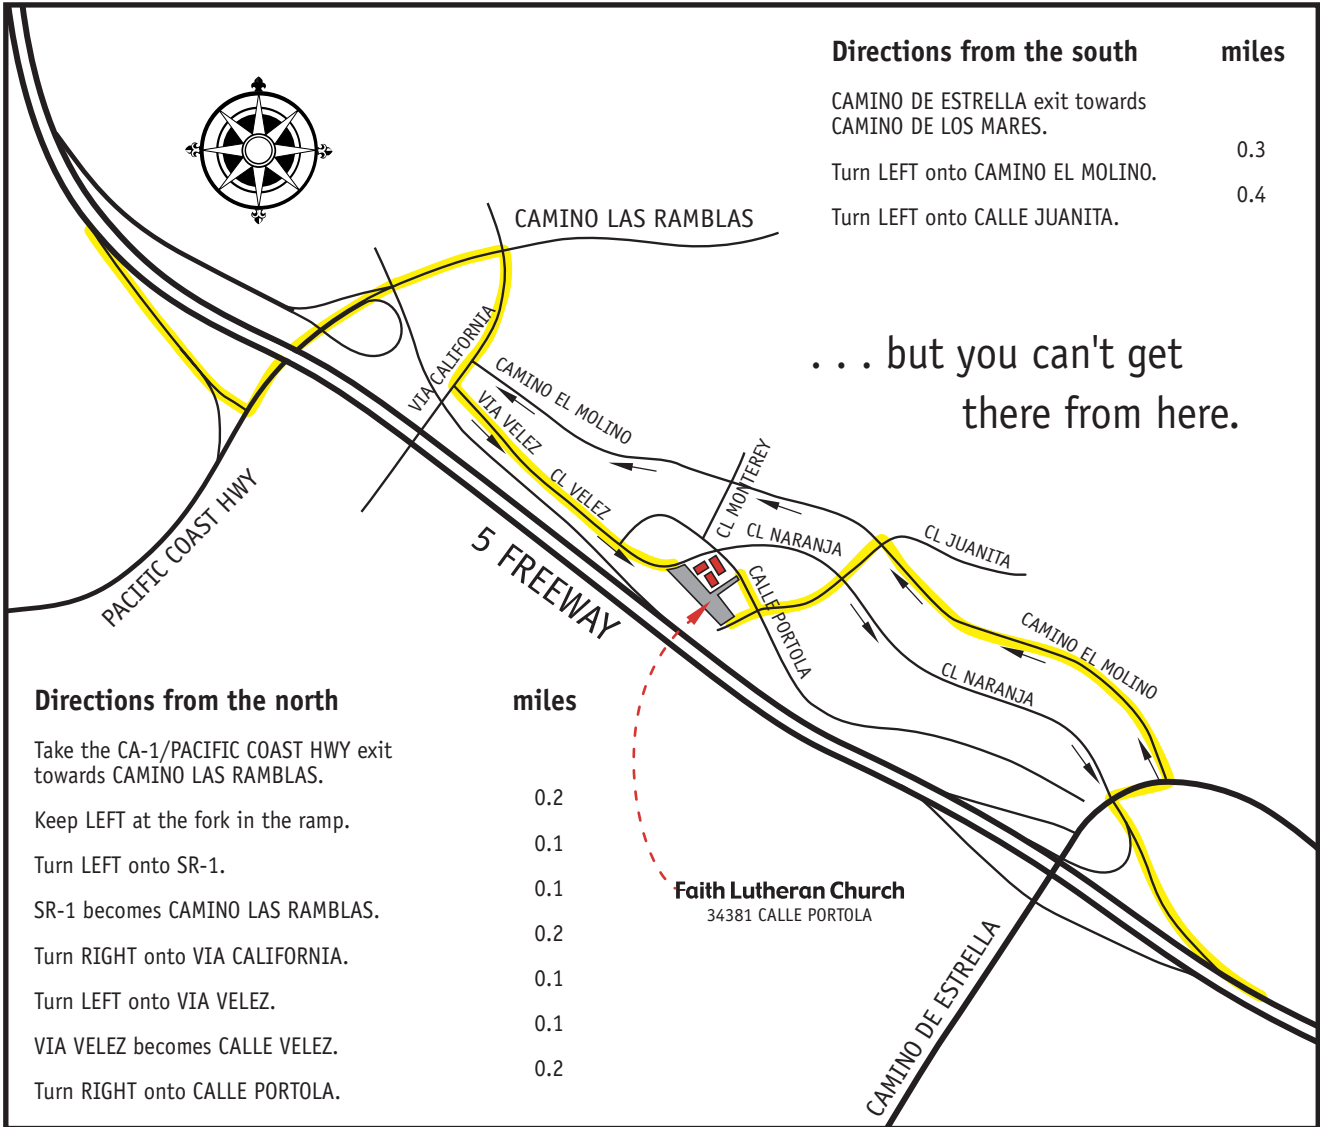 Directions from the south miles
CAMINO DE ESTRELLA exit towards
CAMINO DE LOS MARES.
0.3
Turn LEFT onto CAMINO EL MOLINO.
0.4
Turn LEFT onto CALLE JUANITA.
CAMINO LAS RAMBLAS
. . . but you can't get
there from here.
VIA CALIFORNIA
CAMINO EL MOLINO
VIA VELEZ
CL VELEZ
CL MONTEREY
CL NARANJA
CL JUANITA
PACIFIC COAST HWY
5 FREEWAY
CALLE PORTOLA
CAMINO EL MOLINO
CL NARANJA
Directions from the north miles
Take the CA-1/PACIFIC COAST HWY exit
towards CAMINO LAS RAMBLAS.
0.2
Keep LEFT at the fork in the ramp.
0.1
Turn LEFT onto SR-1.
0.1
SR-1 becomes CAMINO LAS RAMBLAS.
0.2
Turn RIGHT onto VIA CALIFORNIA.
0.1
Turn LEFT onto VIA VELEZ.
0.1
VIA VELEZ becomes CALLE VELEZ.
0.2
Turn RIGHT onto CALLE PORTOLA.
Faith Lutheran Church
34381 CALLE PORTOLA
CAMINO DE ESTRELLA